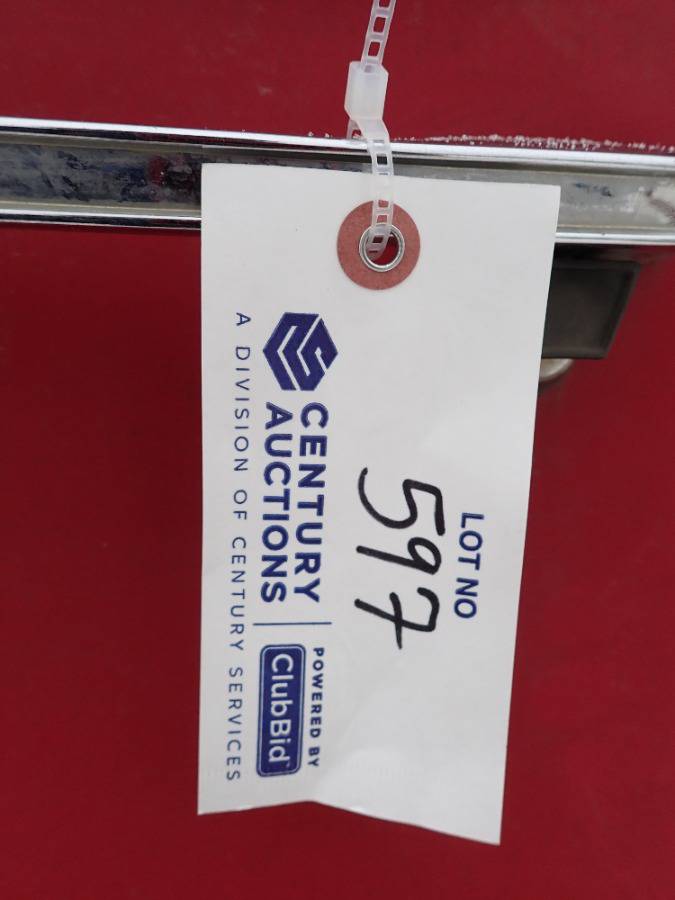 LOT NO
597
CENTURY
AUCTIONS
POWERED BY
ClubBid
A DIVISION OF CENTURY SERVICES